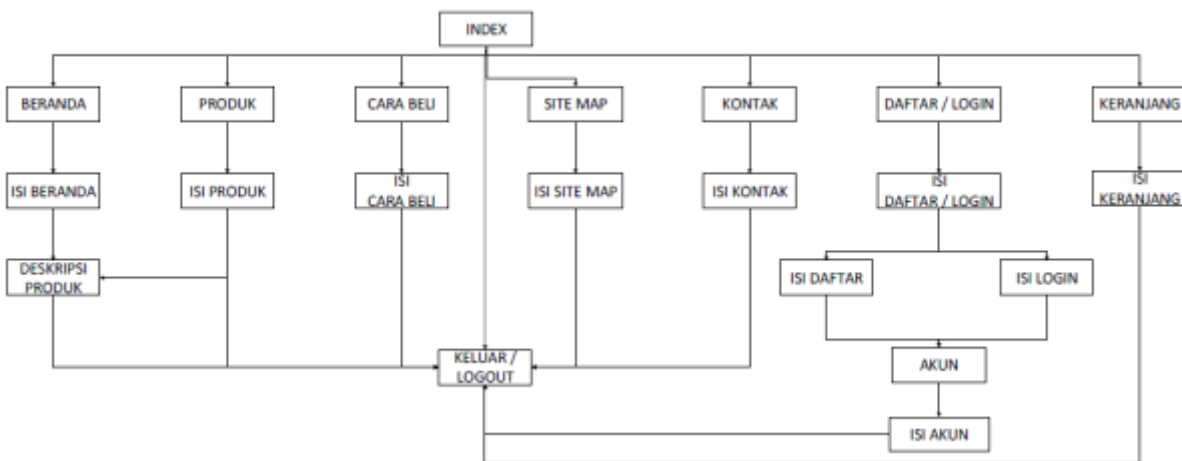 INDEX
BERANDA
PRODUK
CARA BELI
SITE MAP
KONTAK
DAFTAR / LOGIN
KERANJANG
ISI BERANDA
ISI PRODUK
ISI
CARA BELI
ISI SITE MAP
ISI KONTAK
ISI
DAFTAR / LOGIN
ISI
KERANJANG
DESKRIPSI
PRODUK
ISI DAFTAR
ISI LOGIN
KELUAR /
LOGOUT
AKUN
ISI AKUN